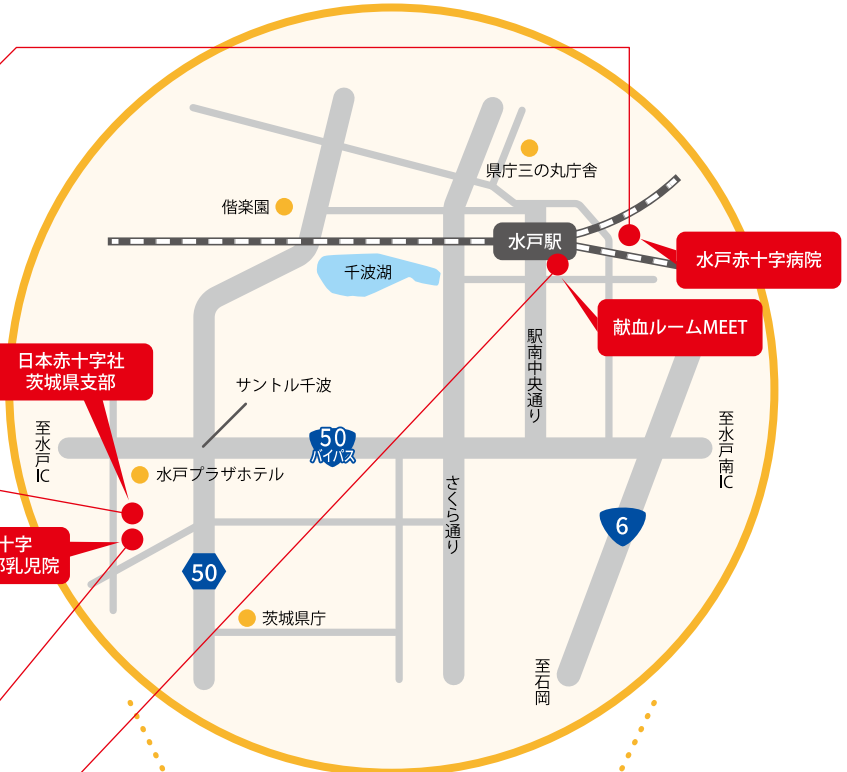 県庁三の丸庁舎
偕楽園
水戸駅
水戸赤十字病院
千波湖
献血ルームMEET
日本赤十字社
茨城県支部
駅南中央通り
サントル千波
至水戸IC
50
バイパス
至水戸南IC
水戸プラザホテル
さくら通り
6
十字
乳児院
50
茨城県庁
至石岡